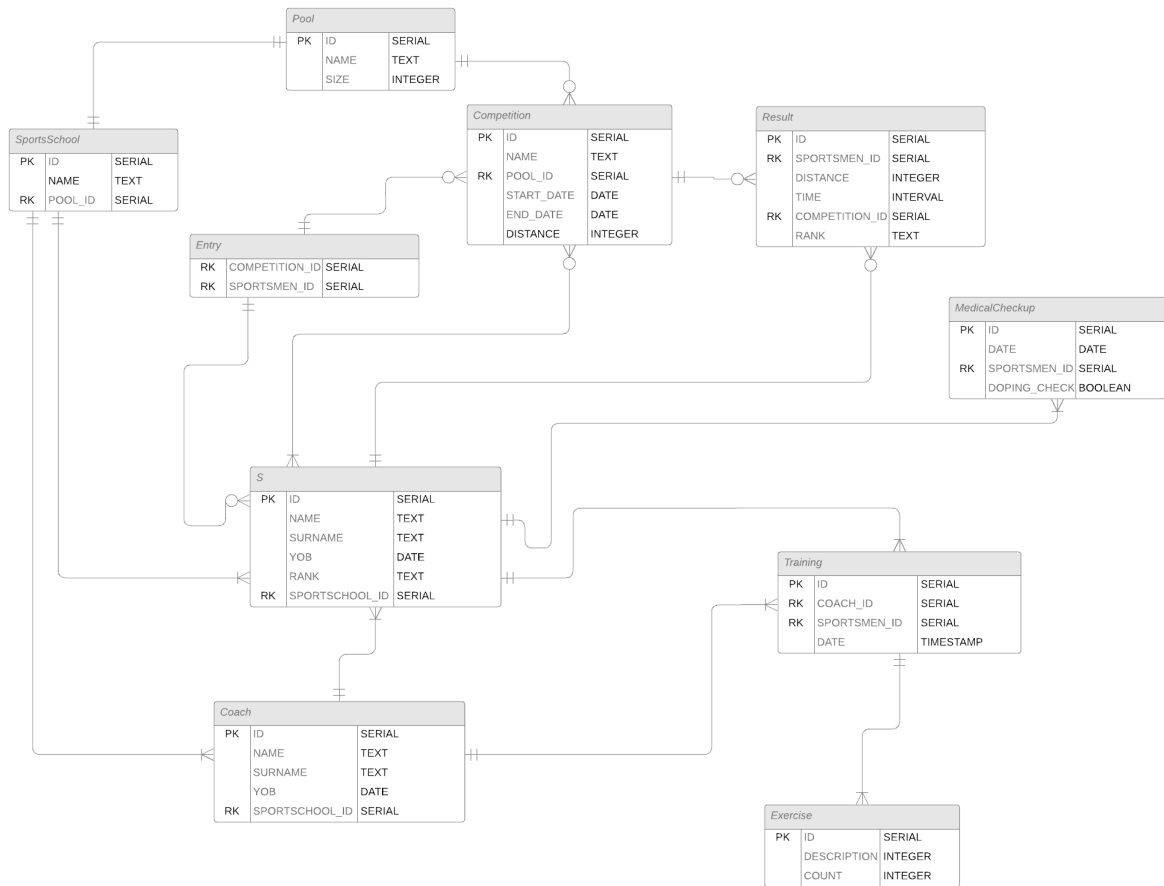 Pool
PK ID SERIAL
NAME TEXT
SIZE INTEGER
SportsSchool
PK ID SERIAL
NAME TEXT
RK POOL_ID SERIAL
Competition
PK ID SERIAL
NAME TEXT
RK POOL_ID SERIAL
START_DATE DATE
END_DATE DATE
DISTANCE INTEGER
Result
PK ID SERIAL
RK SPORTSMEN_ID SERIAL
DISTANCE INTEGER
TIME INTERVAL
RK COMPETITION_ID SERIAL
RANK TEXT
Entry
RK COMPETITION_ID SERIAL
RK SPORTSMEN_ID SERIAL
MedicalCheckup
PK ID SERIAL
DATE DATE
RK SPORTSMEN_ID SERIAL
DOPING_CHECK BOOLEAN
S
PK ID SERIAL
NAME TEXT
SURNAME TEXT
YOB DATE
RANK TEXT
RK SPORTSCHOOL_ID SERIAL
Training
PK ID SERIAL
RK COACH_ID SERIAL
RK SPORTSMEN_ID SERIAL
DATE TIMESTAMP
Coach
PK ID SERIAL
NAME TEXT
SURNAME TEXT
YOB DATE
RK SPORTSCHOOL_ID SERIAL
Exercise
PK ID SERIAL
DESCRIPTION INTEGER
COUNT INTEGER